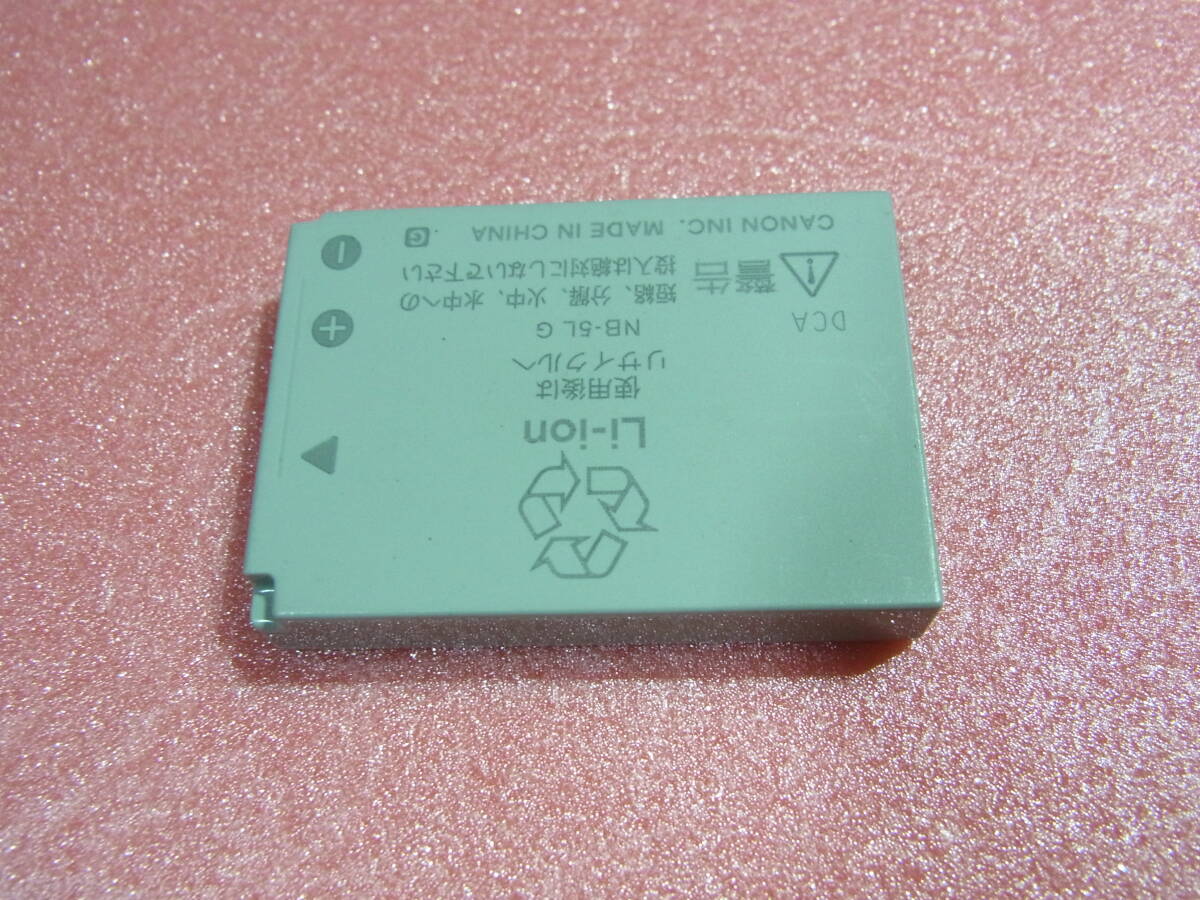 Li-ion
使用後は
リサイクルへ
NB-5L G
DCA
警告
短絡、分解、火中、水中への
投入は絶対にしないで下さい
CANON INC. MADE IN CHINA